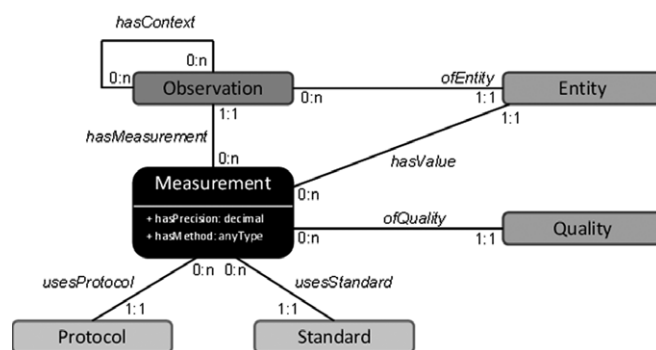 hasContext
0:n
0:n
Observation
0:n
ofEntity
1:1
Entity
1:1
1:1
hasMeasurement
0:n
hasValue
Measurement
0:n
+ hasPrecision: decimal
+ hasMethod: anyType
ofQuality
0:n
1:1
Quality
0:n
0:n
usesProtocol
usesStandard
1:1
1:1
Protocol
Standard